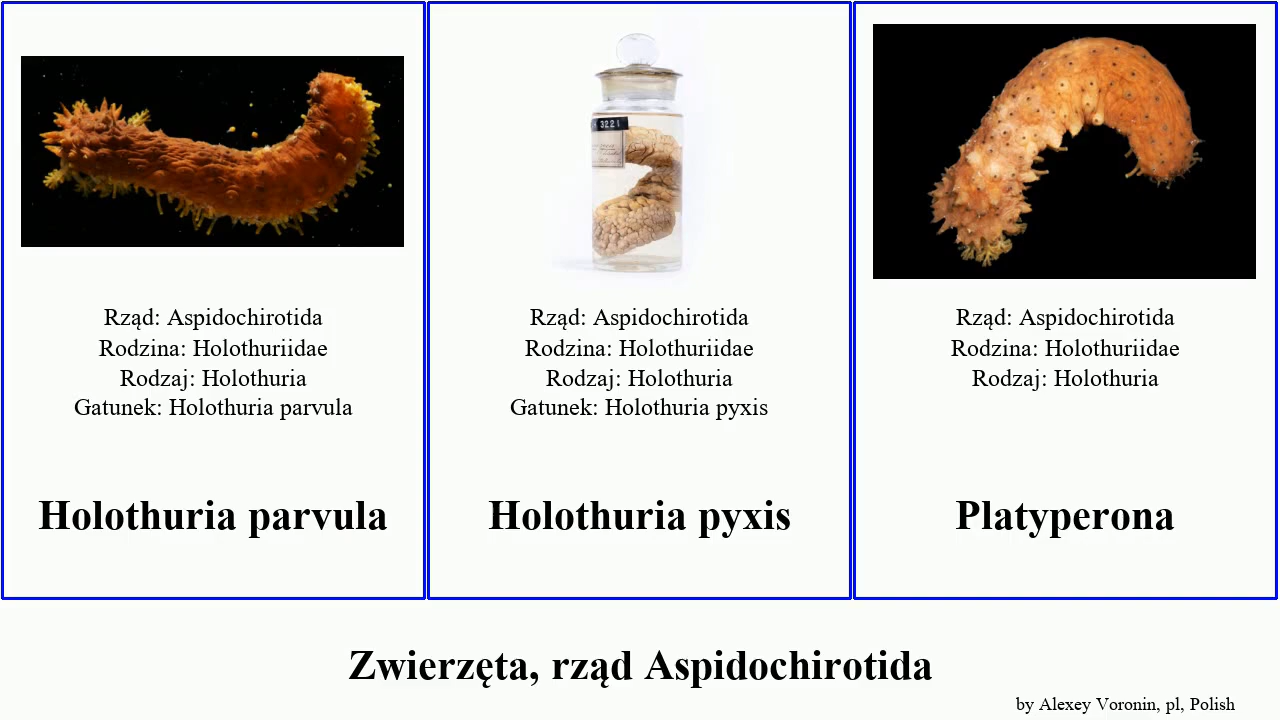 3221
Rząd: Aspidochirotida
Rodzina: Holothuriidae
Rodzaj: Holothuria
Gatunek: Holothuria parvula
Holothuria parvula
Rząd: Aspidochirotida
Rodzina: Holothuriidae
Rodzaj: Holothuria
Gatunek: Holothuria pyxis
Holothuria pyxis
Rząd: Aspidochirotida
Rodzina: Holothuriidae
Rodzaj: Holothuria
Platyperona
Zwierzęta, rząd Aspidochirotida
by Alexey Voronin, pl, Polish